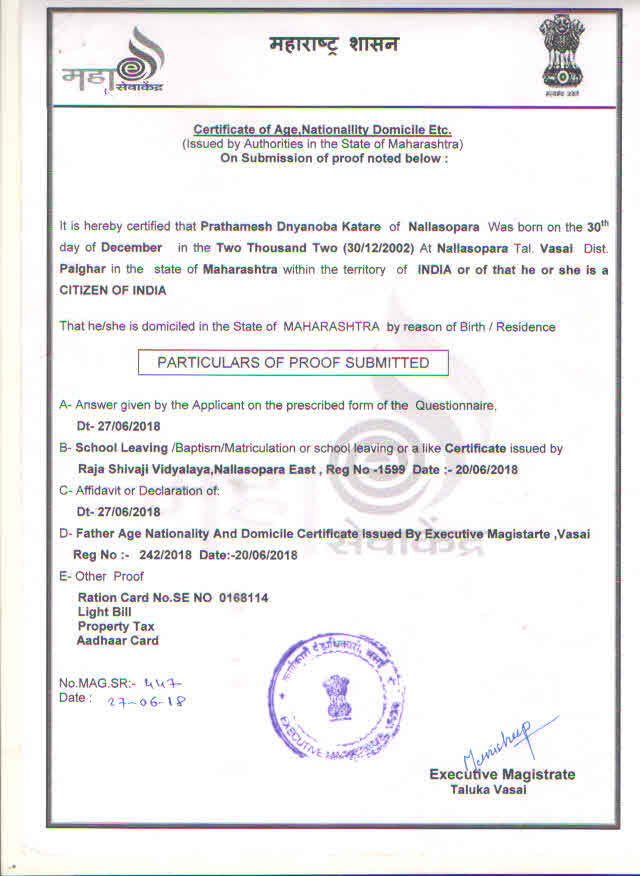 महा
सेवाकेंद्र
महाराष्ट्र शासन
सत्यमेव जयते
Certificate of Age,Nationallity Domicile Etc.
(Issued by Authorities in the State of Maharashtra)
On Submission of proof noted below :
It is hereby certified that Prathamesh Dnyanoba Katare of Nallasopara Was born on the 30th
day of December in the Two Thousand Two (30/12/2002) At Nallasopara Tal. Vasai Dist.
Palghar in the state of Maharashtra within the territory of INDIA or of that he or she is a
CITIZEN OF INDIA
That he/she is domiciled in the State of MAHARASHTRA by reason of Birth / Residence
PARTICULARS OF PROOF SUBMITTED
A- Answer given by the Applicant on the prescribed form of the Questionnaire.
Dt- 27/06/2018
B- School Leaving /Baptism/Matriculation or school leaving or a like Certificate issued by
Raja Shivaji Vidyalaya,Nallasopara East , Reg No -1599 Date :- 20/06/2018
C- Affidavit or Declaration of:
Dt- 27/06/2018
D- Father Age Nationality And Domicile Certificate Issued By Executive Magistarte ,Vasai
Reg No :- 242/2018 Date:-20/06/2018
महा
सेवाकेंद्र
E- Other Proof
Ration Card No.SE NO 0168114
Light Bill
Property Tax
Aadhaar Card
कार्यकारी दंडाधिकारी, वसई
EXECUTIVE
No.MAG.SR:- 447
Date : 27-06-18
Executive Magistrate
Taluka Vasai